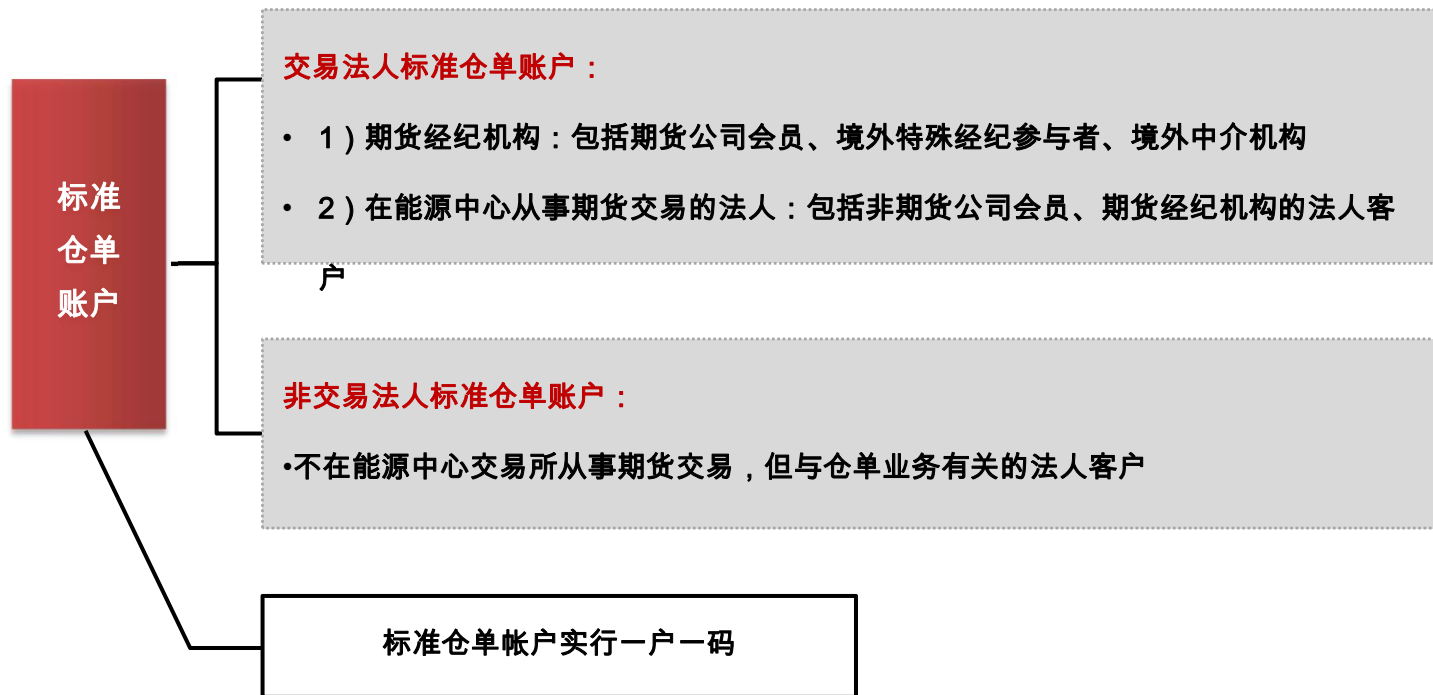 标准
仓单
账户
交易法人标准仓单账户：
• 1）期货经纪机构：包括期货公司会员、境外特殊经纪参与者、境外中介机构
• 2）在能源中心从事期货交易的法人：包括非期货公司会员、期货经纪机构的法人客
户
非交易法人标准仓单账户：
•不在能源中心交易所从事期货交易，但与仓单业务有关的法人客户
标准仓单帐户实行一户一码